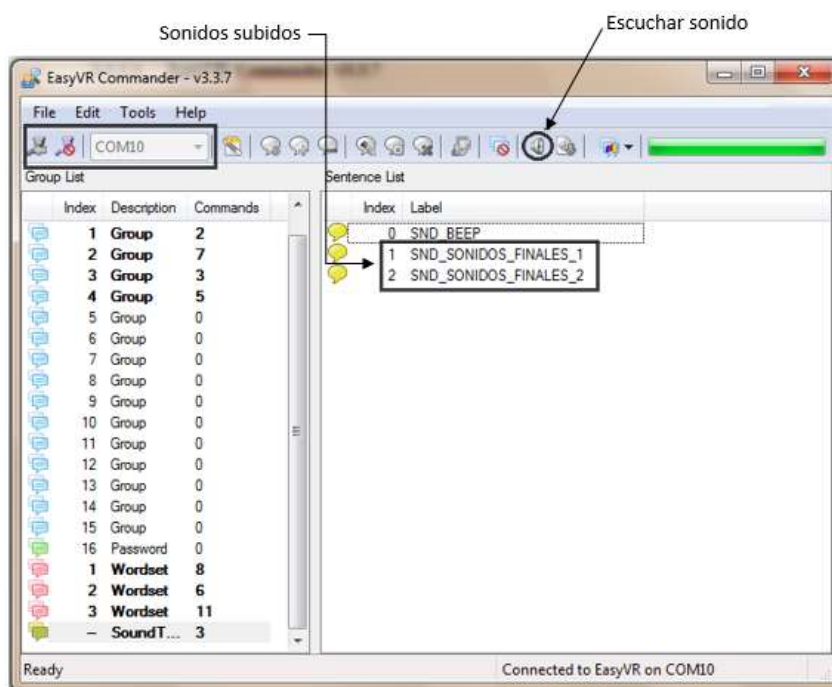 Sonidos subidos
Escuchar sonido
EasyVR Commander - v3.3.7
File Edit Tools Help
COM10
Group List
Index Description Commands
1 Group 2
2 Group 7
3 Group 3
4 Group 5
5 Group 0
6 Group 0
7 Group 0
8 Group 0
9 Group 0
10 Group 0
11 Group 0
12 Group 0
13 Group 0
14 Group 0
15 Group 0
16 Password 0
1 Wordset 8
2 Wordset 6
3 Wordset 11
– SoundT... 3
Sentence List
Index Label
0 SND_BEEP
1 SND_SONIDOS_FINALES_1
2 SND_SONIDOS_FINALES_2
Ready
Connected to EasyVR on COM10